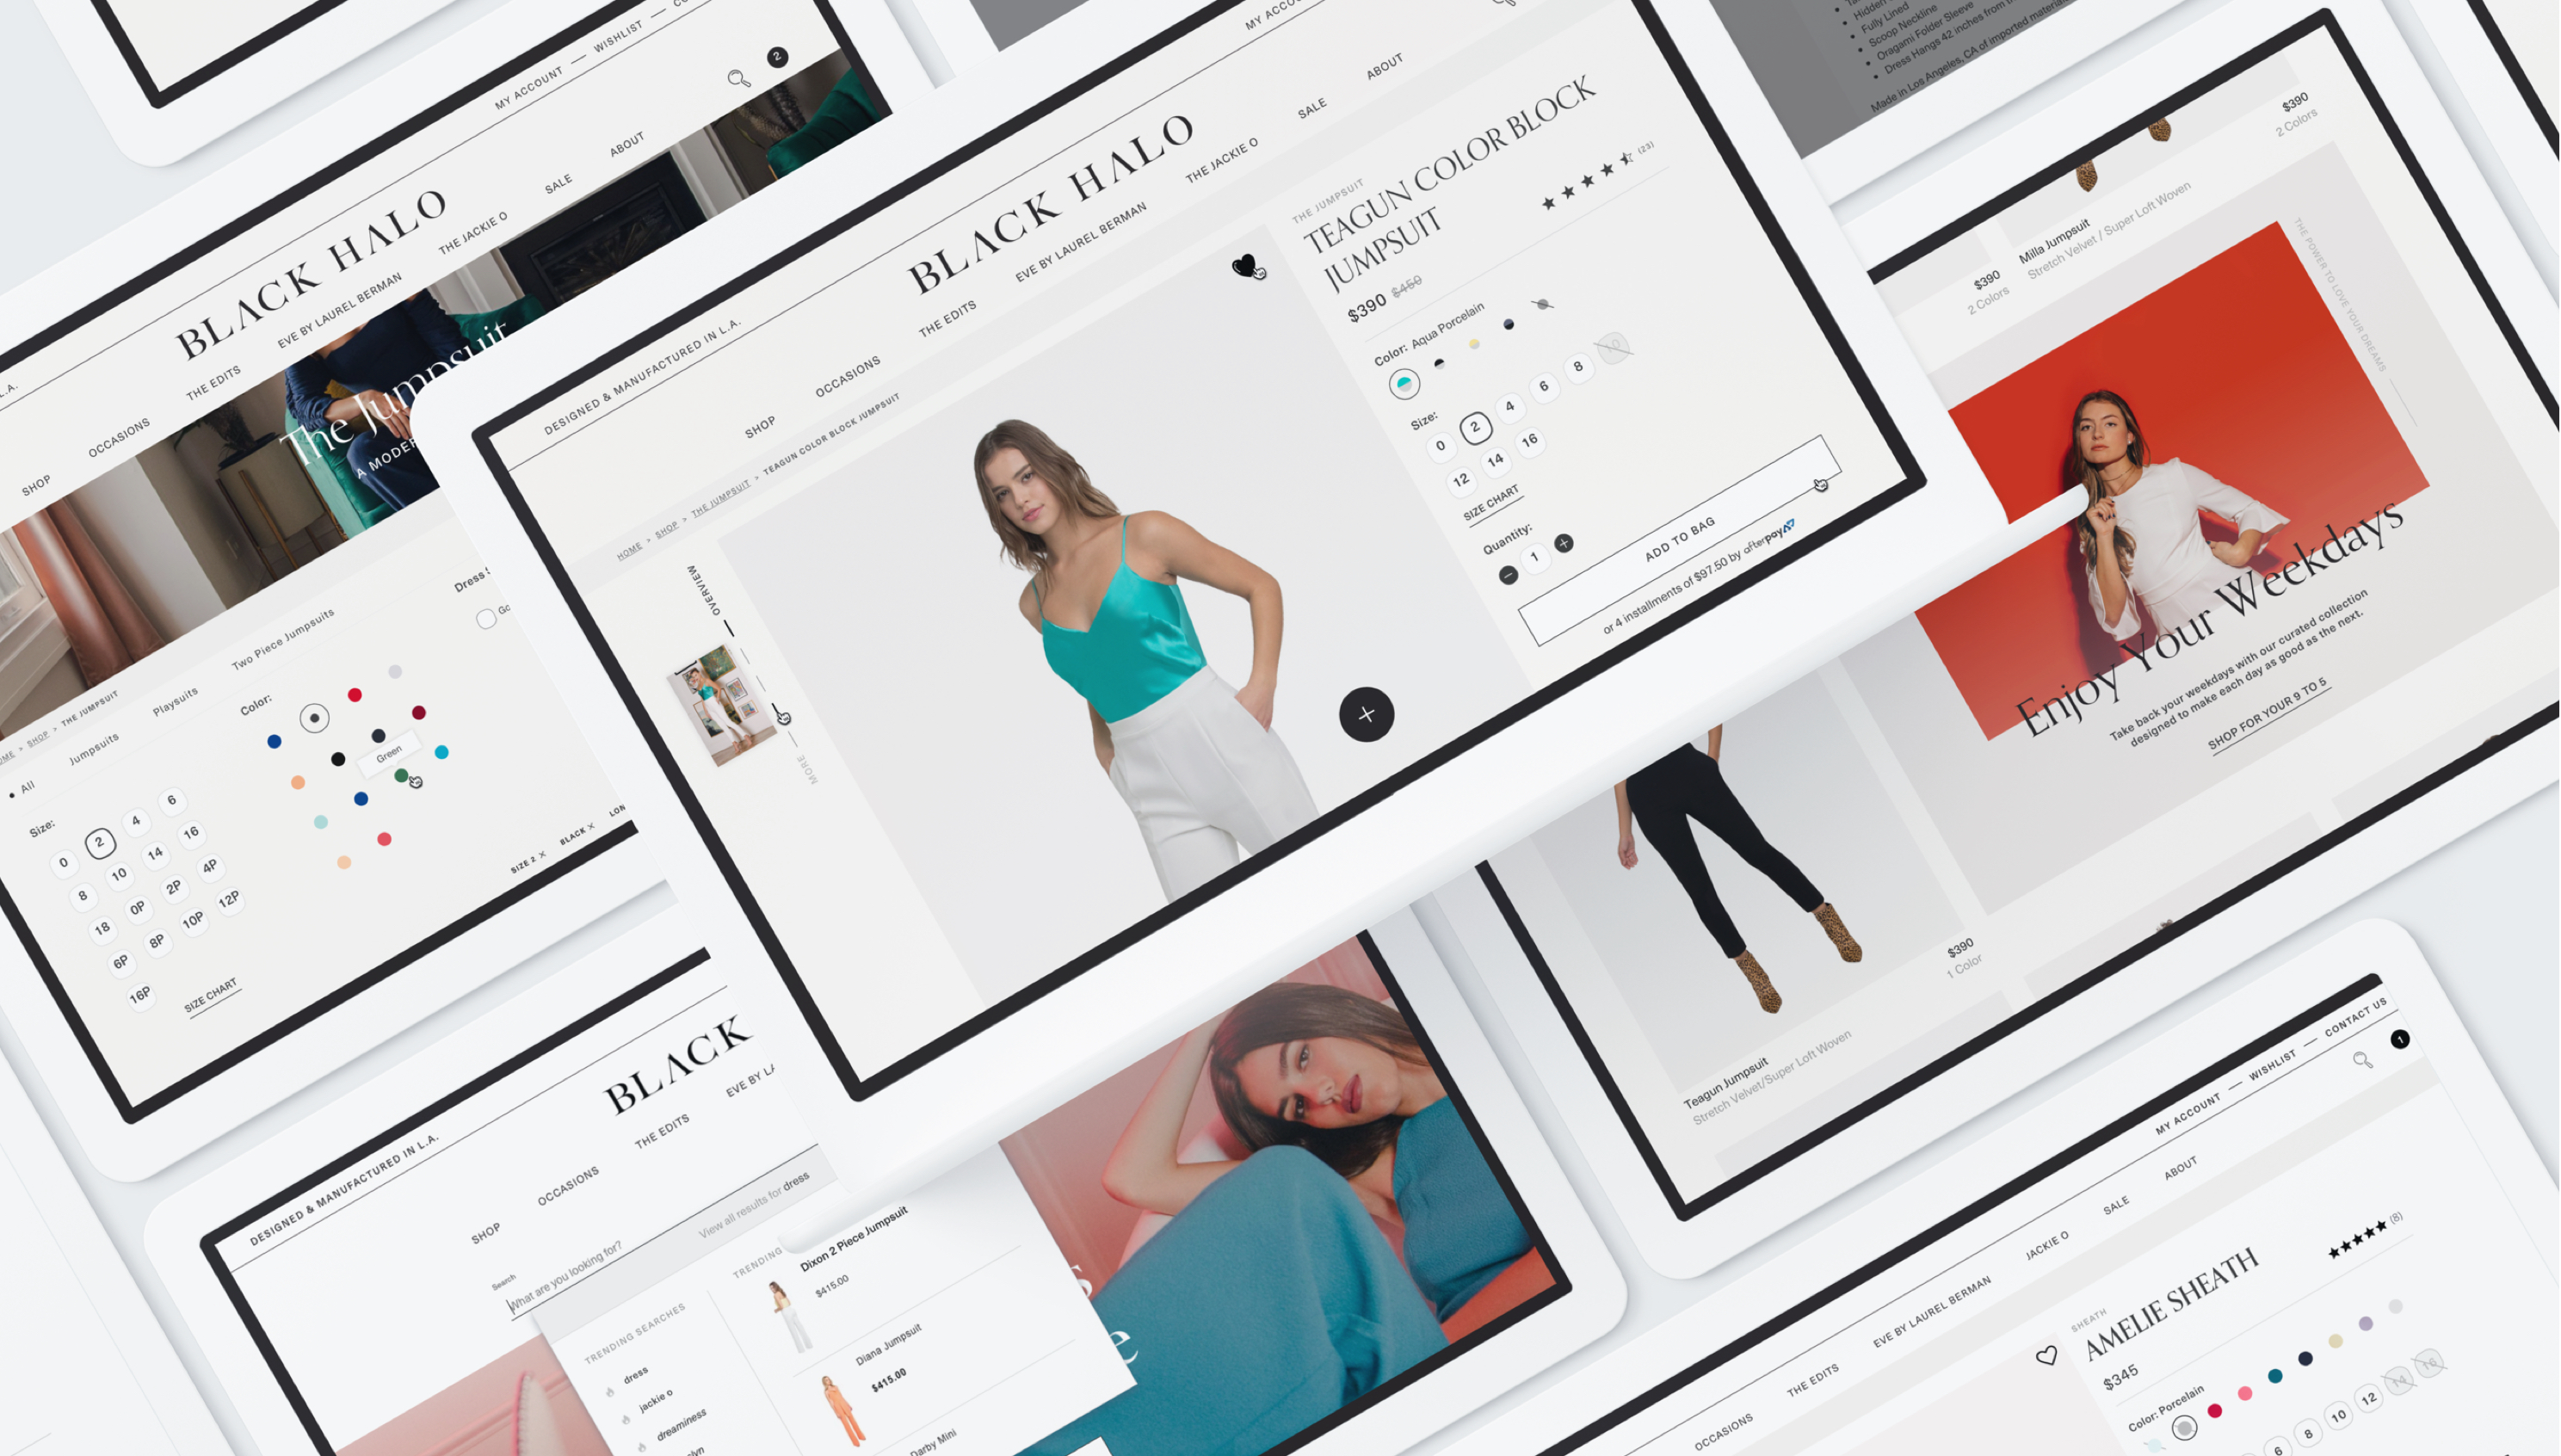 MY ACCOUNT — WISHLIST —
2
BLACK HALO
SHOP
OCCASIONS
THE EDITS
EVE BY LAUREL BERMAN
THE JACKIE O
SALE
ABOUT
The Jumpsuit
A
> SHOP > THE JUMPSUIT
All
Jumpsuits
Playsuits
Two Piece Jumpsuits
Size:
0 2 4 6
8 10 14 16
18 0P 2P 4P
6P 8P 10P 12P
16P
SIZE CHART
Color:
Green
Dress
SIZE 2 X
BLACK X
DESIGNED & MANUFACTURED IN L.A.
BLACK HALO
SHOP
OCCASIONS
THE EDITS
EVE BY LAUREL BERMAN
THE JACKIE O
SALE
ABOUT
HOME > SHOP > THE JUMPSUIT > TEAGUN COLOR BLOCK JUMPSUIT
OVERVIEW
MORE
THE JUMPSUIT
TEAGUN COLOR BLOCK
JUMPSUIT
(23)
$390 $450
Color: Aqua Porcelain
Size:
0 2 4 6 8 10
12 14 16
SIZE CHART
Quantity:
1
ADD TO BAG
or 4 installments of $97.50 by afterpay
Hidden
Fully Lined
Scoop Neckline
Oragami Folder Sleeve
Dress Hangs 42 inches from
Made in Los Angeles, CA of imported
$390
2 Colors
Milla Jumpsuit
Stretch Velvet / Super Loft Woven
$390
2 Colors
THE POWER TO LOVE YOUR DREAMS
Enjoy Your Weekdays
Take back your weekdays with our curated collection
designed to make each day as good as the next.
SHOP FOR YOUR 9 TO 5
Teagun Jumpsuit
Stretch Velvet/Super Loft Woven
$390
1 Color
DESIGNED & MANUFACTURED IN L.A.
BLACK
SHOP
OCCASIONS
THE EDITS
EVE BY
Search
What are you looking for?
View all results for dress
TRENDING SEARCHES
dress
jackie o
dreaminess
TRENDING
Dixon 2 Piece Jumpsuit
$415.00
Diana Jumpsuit
$415.00
Darby Mini
MY ACCOUNT — WISHLIST — CONTACT US
1
OCCASIONS
THE EDITS
EVE BY LAUREL BERMAN
JACKIE O
SALE
ABOUT
SHEATH
AMELIE SHEATH
(8)
$345
Color: Porcelain
6 8 10 12 14 16